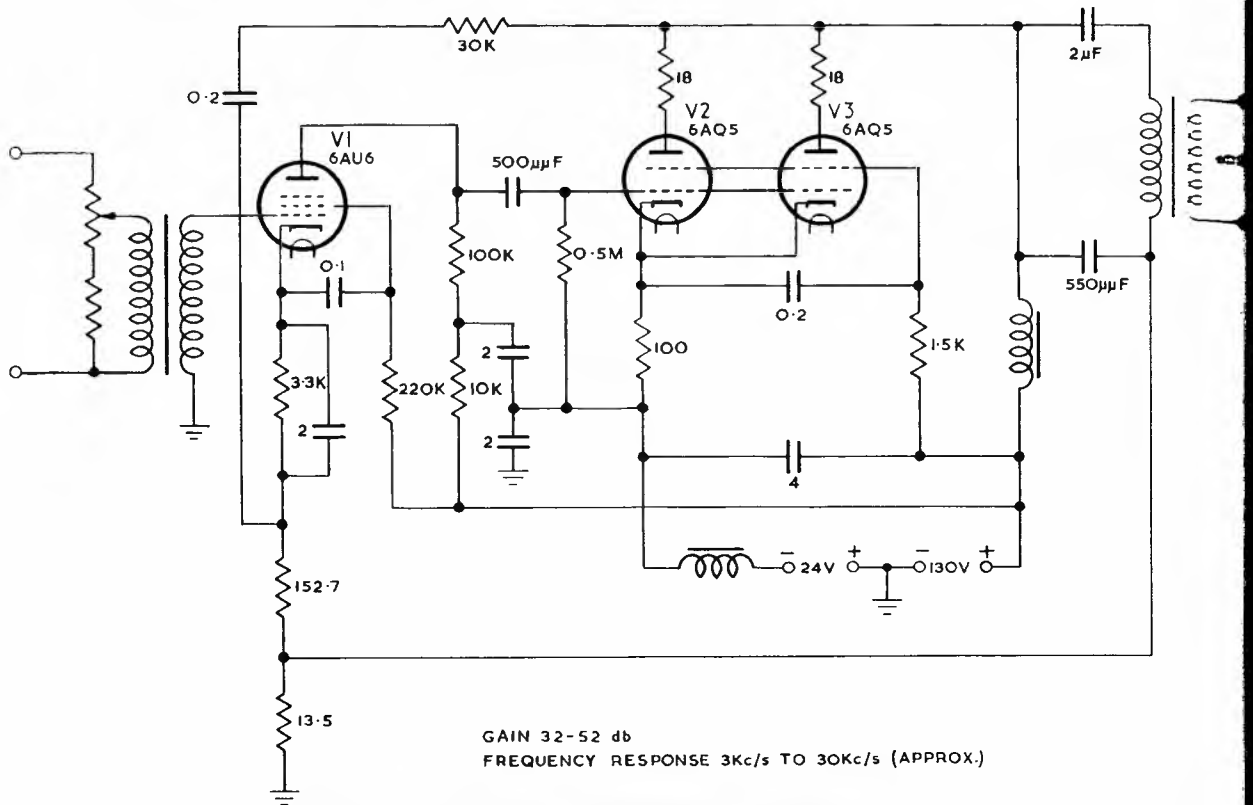 30K
2µF
0·2
18
18
V1
6AU6
V2
6AQ5
V3
6AQ5
500µµF
100K
0·5M
0·1
0·2
550µµF
2
100
1·5K
3·3K
220K
10K
2
2
4
− 24V +
− 130V +
152·7
13·5
GAIN 32-52 db
FREQUENCY RESPONSE 3Kc/s TO 30Kc/s (APPROX.)